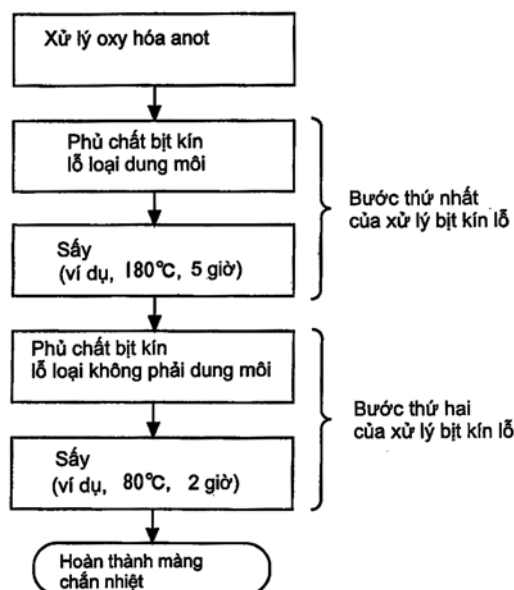 Xử lý oxy hóa anot
Phủ chất bịt kín
lỗ loại dung môi
Sấy
(ví dụ, 180°C, 5 giờ)
Bước thứ nhất
của xử lý bịt kín lỗ
Phủ chất bịt kín
lỗ loại không phải dung môi
Sấy
(ví dụ, 80°C, 2 giờ)
Bước thứ hai
của xử lý bịt kín lỗ
Hoàn thành màng
chắn nhiệt